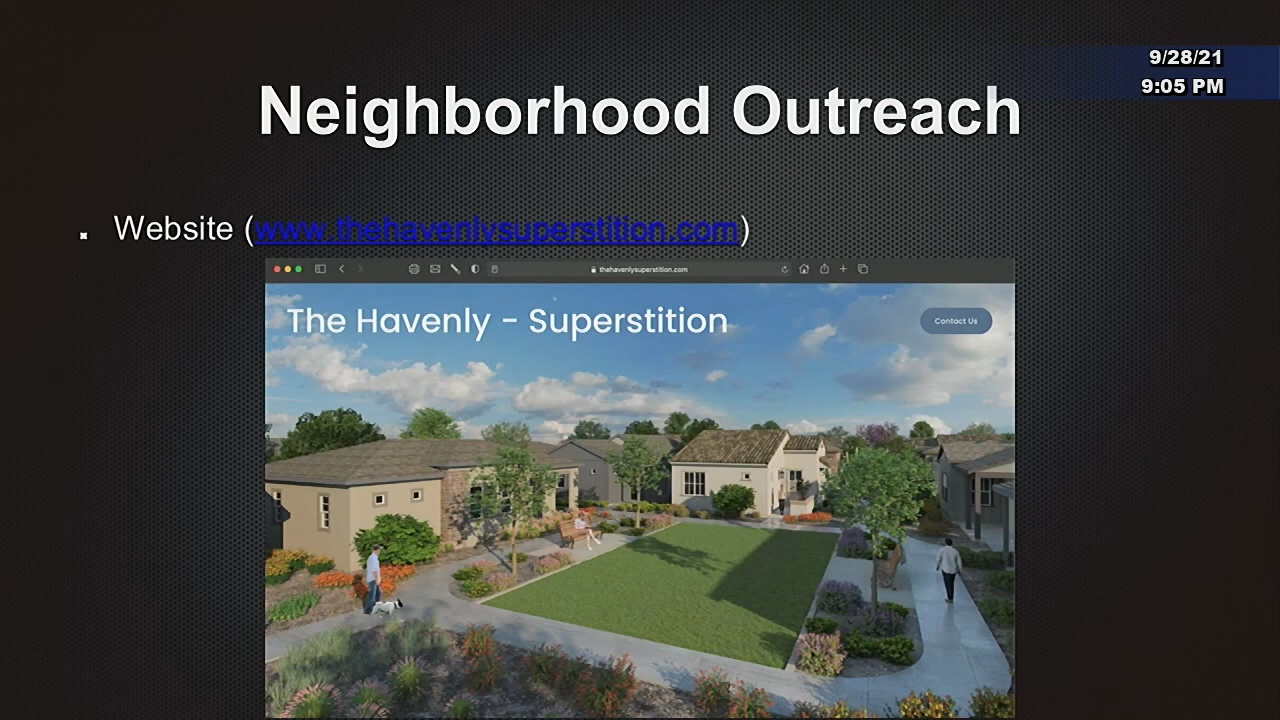 9/28/21
9:05 PM
Neighborhood Outreach
Website (www.thehavenlysuperstition.com)
thehavenlysuperstition.com
The Havenly - Superstition
Contact Us